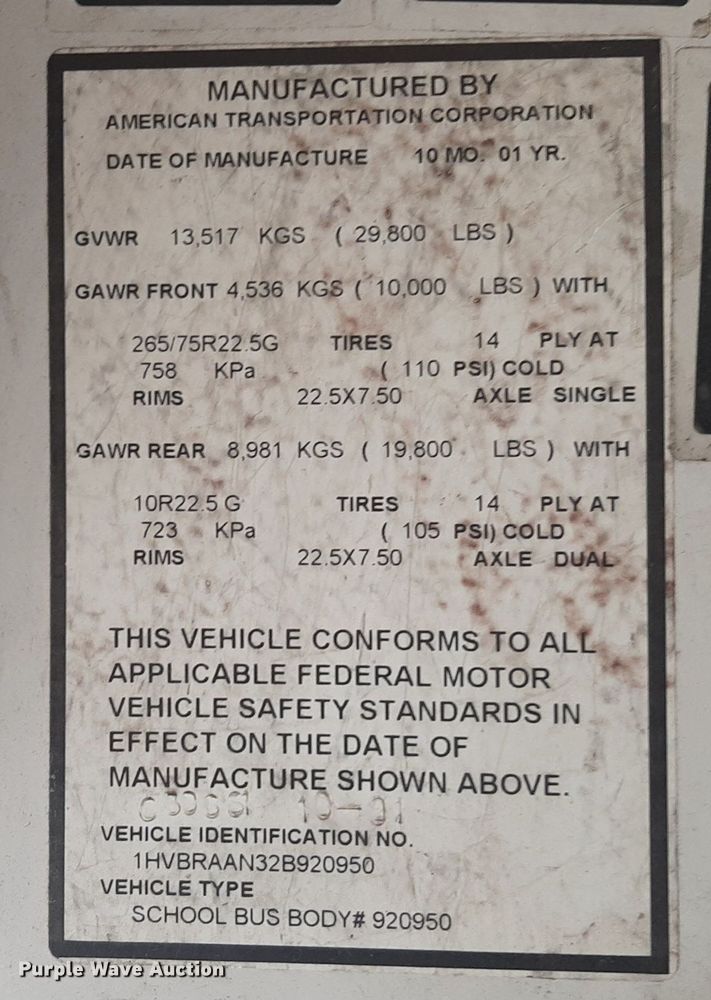 MANUFACTURED BY
AMERICAN TRANSPORTATION CORPORATION
DATE OF MANUFACTURE 10 MO. 01 YR.
GVWR 13,517 KGS ( 29,800 LBS )
GAWR FRONT 4,536 KGS ( 10,000 LBS ) WITH
265/75R22.5G TIRES 14 PLY AT
758 KPa ( 110 PSI) COLD
RIMS 22.5X7.50 AXLE SINGLE
GAWR REAR 8,981 KGS ( 19,800 LBS ) WITH
10R22.5 G TIRES 14 PLY AT
723 KPa ( 105 PSI) COLD
RIMS 22.5X7.50 AXLE DUAL
THIS VEHICLE CONFORMS TO ALL
APPLICABLE FEDERAL MOTOR
VEHICLE SAFETY STANDARDS IN
EFFECT ON THE DATE OF
MANUFACTURE SHOWN ABOVE.
10-01
VEHICLE IDENTIFICATION NO.
1HVBRAAN32B920950
VEHICLE TYPE
SCHOOL BUS BODY# 920950
Purple Wave Auction